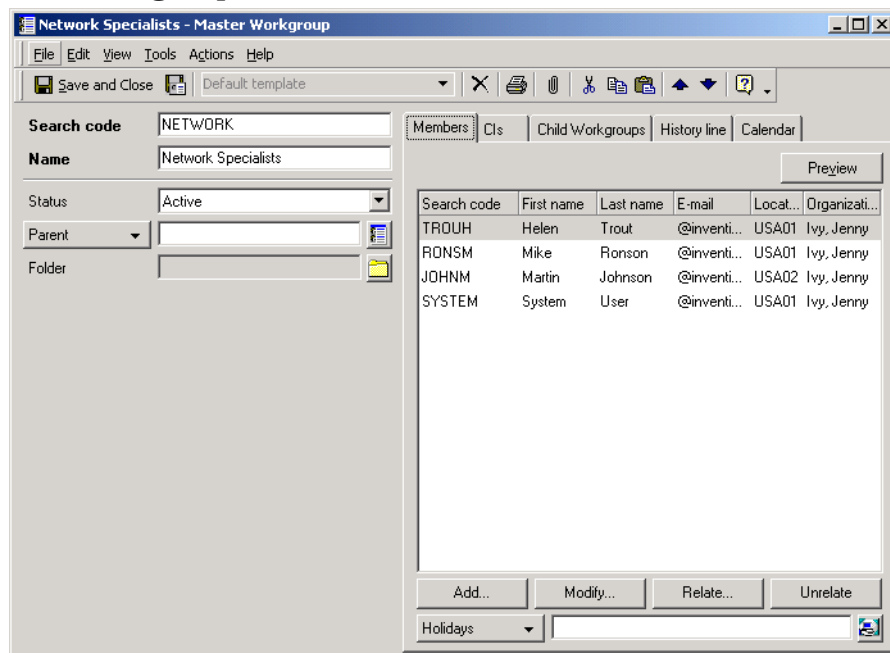 Network Specialists - Master Workgroup
File Edit View Tools Actions Help
Save and Close Default template
Search code NETWORK
Name Network Specialists
Status Active
Parent
Folder
Members CIs Child Workgroups History line Calendar
Preview
Search code First name Last name E-mail Locat... Organizati...
TROUH Helen Trout @inventi... USA01 Ivy, Jenny
RONSM Mike Ronson @inventi... USA01 Ivy, Jenny
JOHNM Martin Johnson @inventi... USA02 Ivy, Jenny
SYSTEM System User @inventi... USA01 Ivy, Jenny
Add... Modify... Relate... Unrelate
Holidays